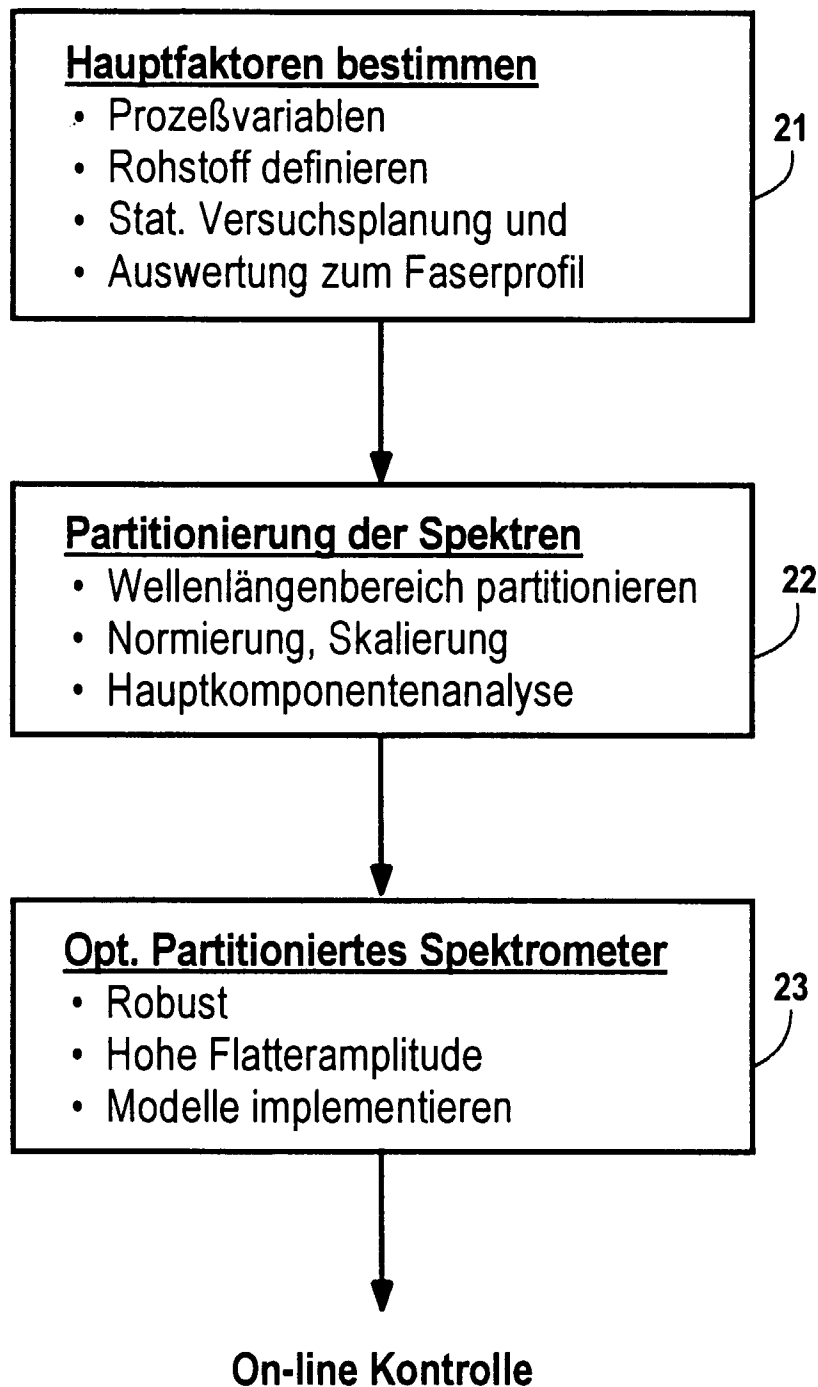 Hauptfaktoren bestimmen
• Prozeßvariablen
• Rohstoff definieren
• Stat. Versuchsplanung und
• Auswertung zum Faserprofil
21
Partitionierung der Spektren
• Wellenlängenbereich partitionieren
• Normierung, Skalierung
• Hauptkomponentenanalyse
22
Opt. Partitioniertes Spektrometer
• Robust
• Hohe Flatteramplitude
• Modelle implementieren
23
On-line Kontrolle